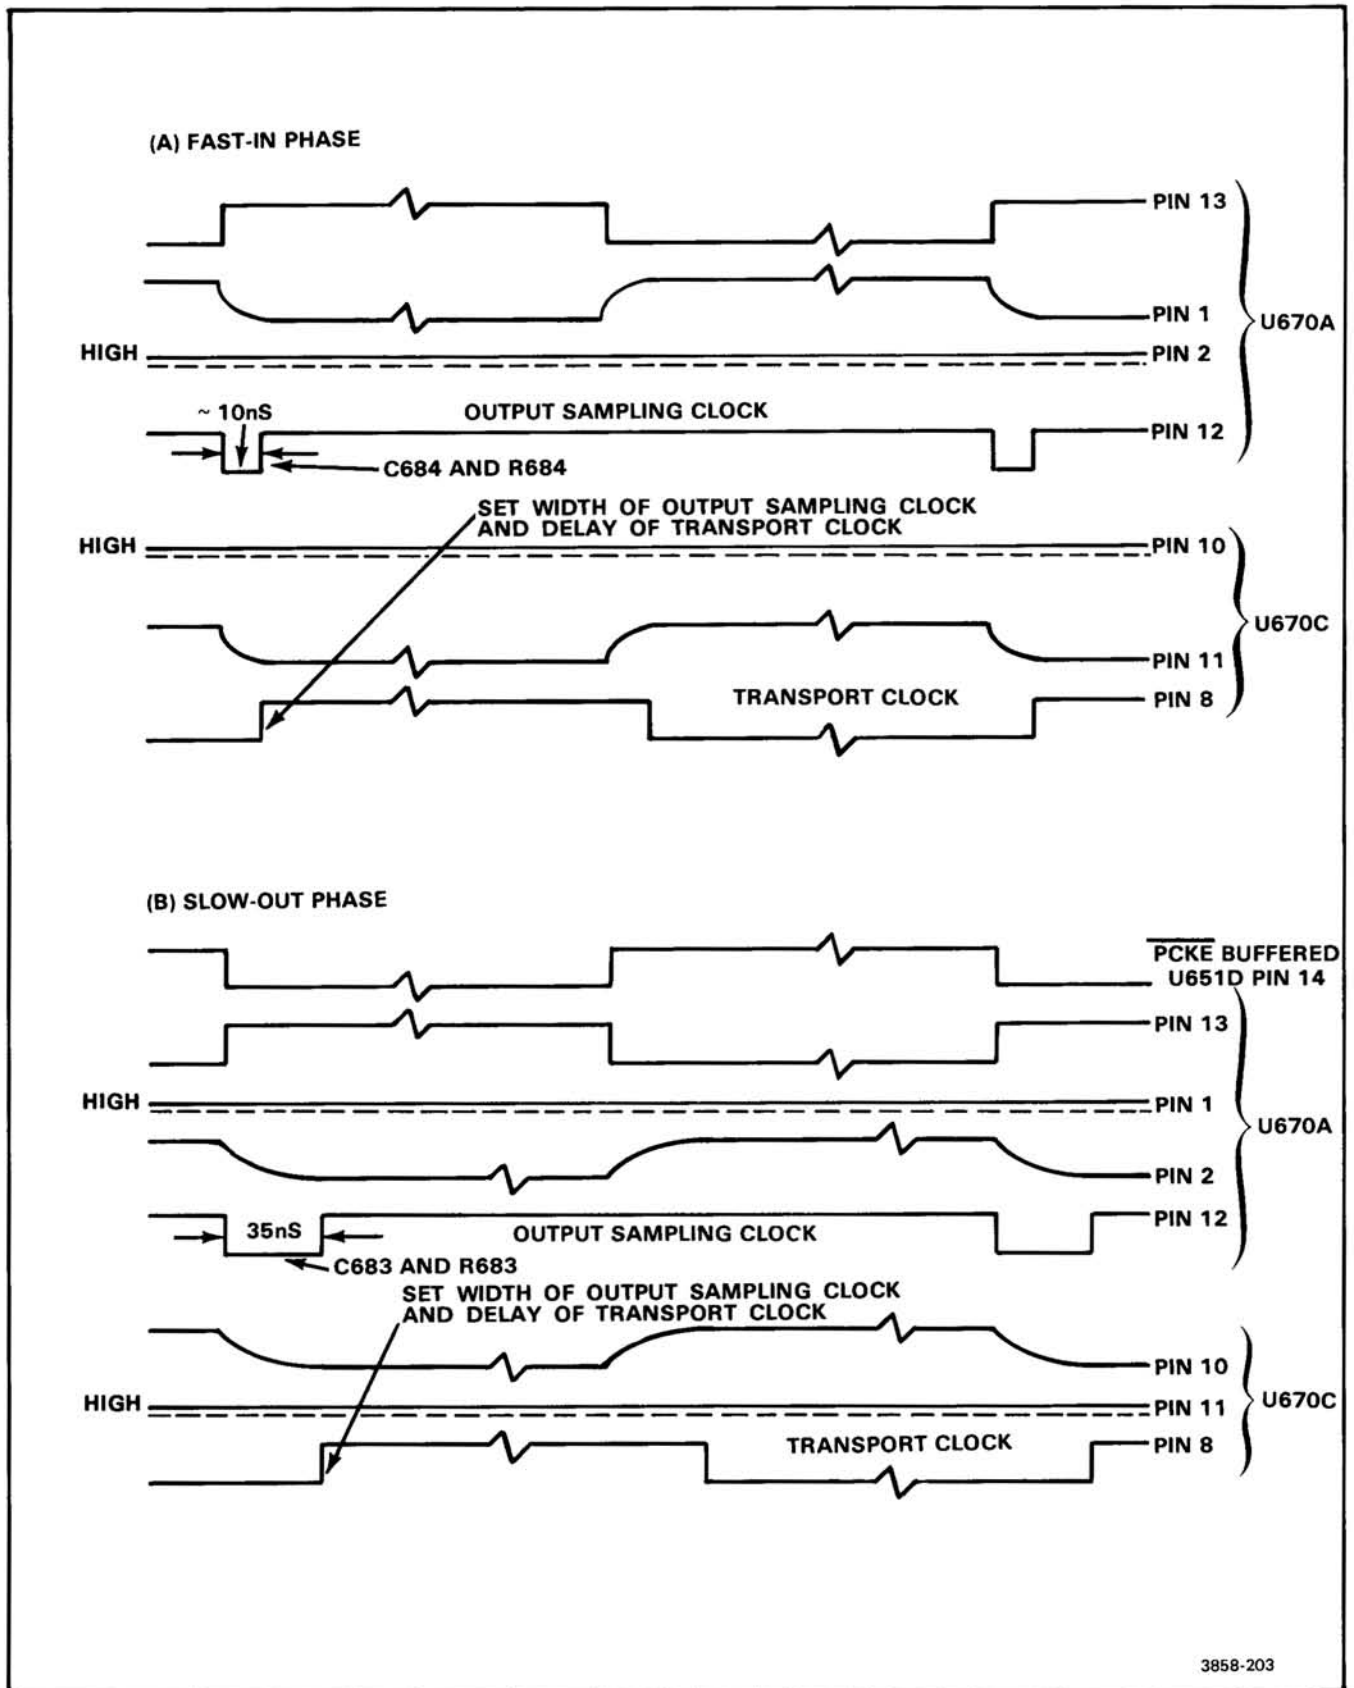 (A) FAST-IN PHASE
PIN 13
PIN 1
U670A
HIGH
PIN 2
~ 10nS
OUTPUT SAMPLING CLOCK
PIN 12
C684 AND R684
SET WIDTH OF OUTPUT SAMPLING CLOCK
AND DELAY OF TRANSPORT CLOCK
HIGH
PIN 10
U670C
PIN 11
TRANSPORT CLOCK
PIN 8
(B) SLOW-OUT PHASE
PCKE BUFFERED
U651D PIN 14
PIN 13
HIGH
PIN 1
U670A
PIN 2
35nS
OUTPUT SAMPLING CLOCK
PIN 12
C683 AND R683
SET WIDTH OF OUTPUT SAMPLING CLOCK
AND DELAY OF TRANSPORT CLOCK
PIN 10
HIGH
PIN 11
U670C
TRANSPORT CLOCK
PIN 8
3858-203